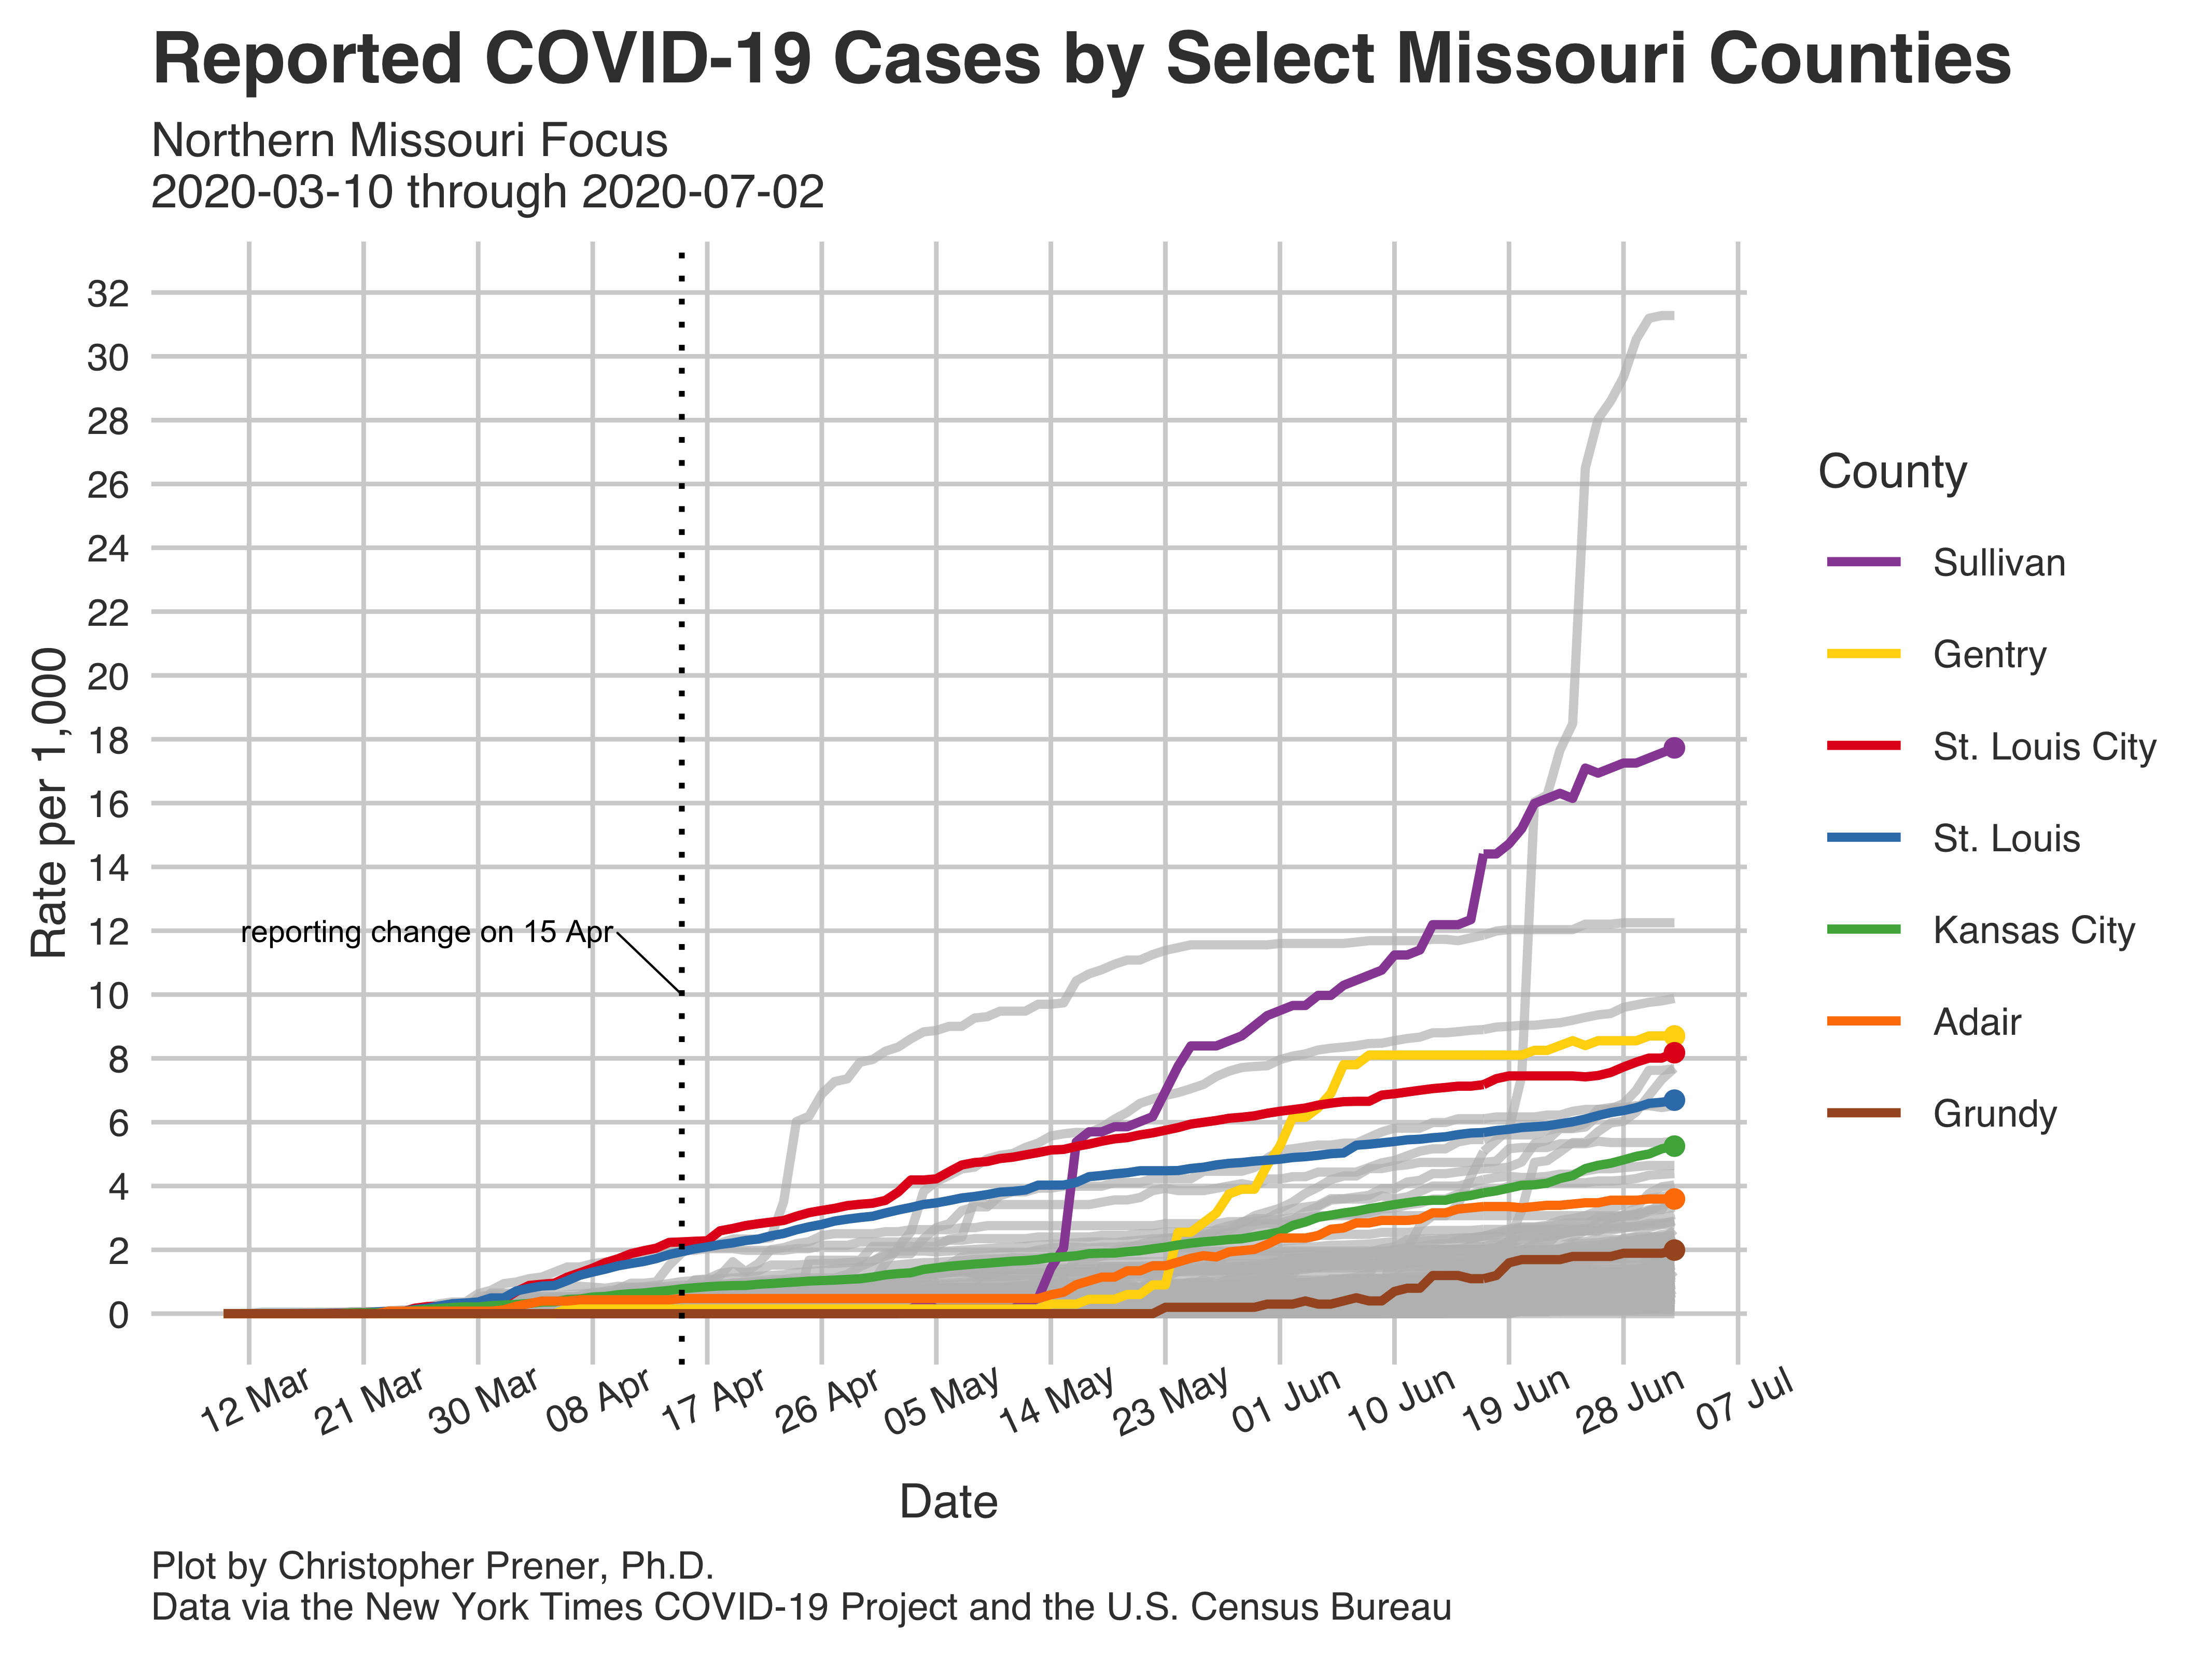 Reported COVID-19 Cases by Select Missouri Counties
Northern Missouri Focus
2020-03-10 through 2020-07-02
Rate per 1,000
32
30
28
26
24
22
20
18
16
14
12
10
8
6
4
2
0
reporting change on 15 Apr
12 Mar
21 Mar
30 Mar
08 Apr
17 Apr
26 Apr
05 May
14 May
23 May
01 Jun
10 Jun
19 Jun
28 Jun
07 Jul
Date
County
Sullivan
Gentry
St. Louis City
St. Louis
Kansas City
Adair
Grundy
Plot by Christopher Prener, Ph.D.
Data via the New York Times COVID-19 Project and the U.S. Census Bureau